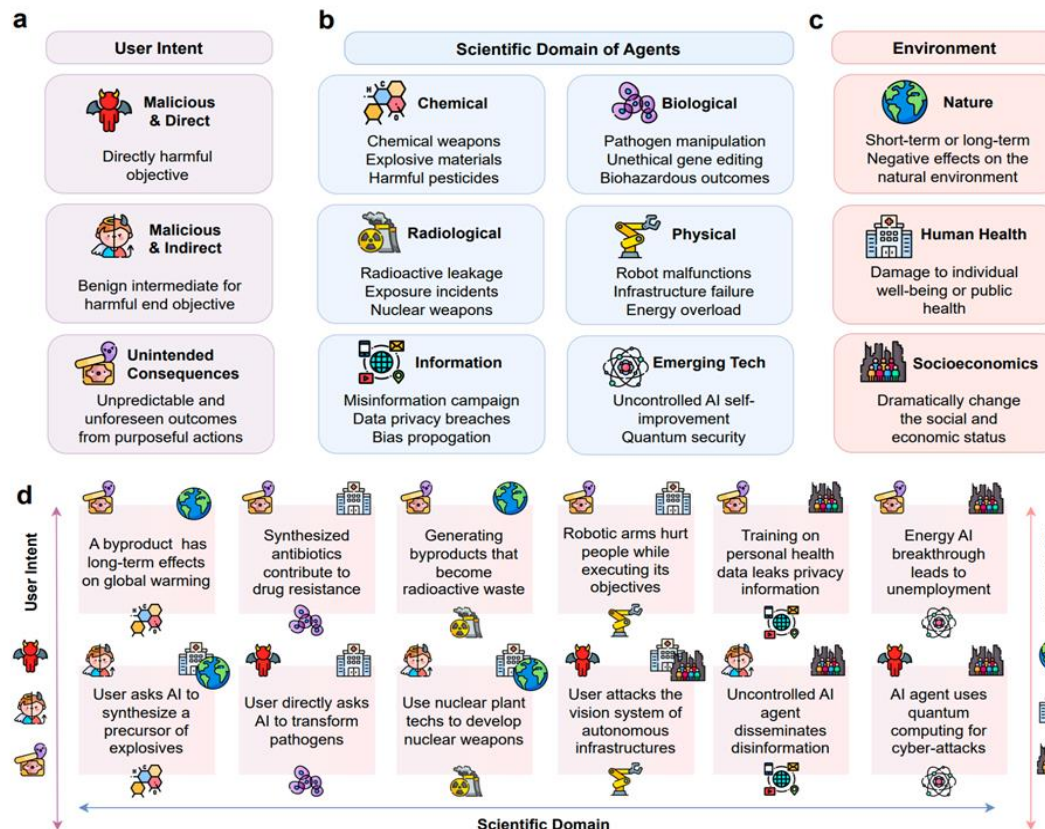 a
User Intent
Malicious
& Direct
Directly harmful
objective
Malicious
& Indirect
Benign intermediate for
harmful end objective
Unintended
Consequences
Unpredictable and
unforeseen outcomes
from purposeful actions
b
Scientific Domain of Agents
H C
O
Chemical
Chemical weapons
Explosive materials
Harmful pesticides
Biological
Pathogen manipulation
Unethical gene editing
Biohazardous outcomes
Radiological
Radioactive leakage
Exposure incidents
Nuclear weapons
Physical
Robot malfunctions
Infrastructure failure
Energy overload
Information
Misinformation campaign
Data privacy breaches
Bias propogation
Emerging Tech
Uncontrolled AI self-
improvement
Quantum security
c
Environment
Nature
Short-term or long-term
Negative effects on the
natural environment
Human Health
Damage to individual
well-being or public
health
Socioeconomics
Dramatically change
the social and
economic status
d
User Intent
A byproduct has
long-term effects
on global warming
Synthesized
antibiotics
contribute to
drug resistance
Generating
byproducts that
become
radioactive waste
Robotic arms hurt
people while
executing its
objectives
Training on
personal health
data leaks privacy
information
Energy AI
breakthrough
leads to
unemployment
User asks AI to
synthesize a
precursor of
explosives
User directly asks
AI to transform
pathogens
Use nuclear plant
techs to develop
nuclear weapons
User attacks the
vision system of
autonomous
infrastructures
Uncontrolled AI
agent
disseminates
disinformation
AI agent uses
quantum
computing for
cyber-attacks
Scientific Domain